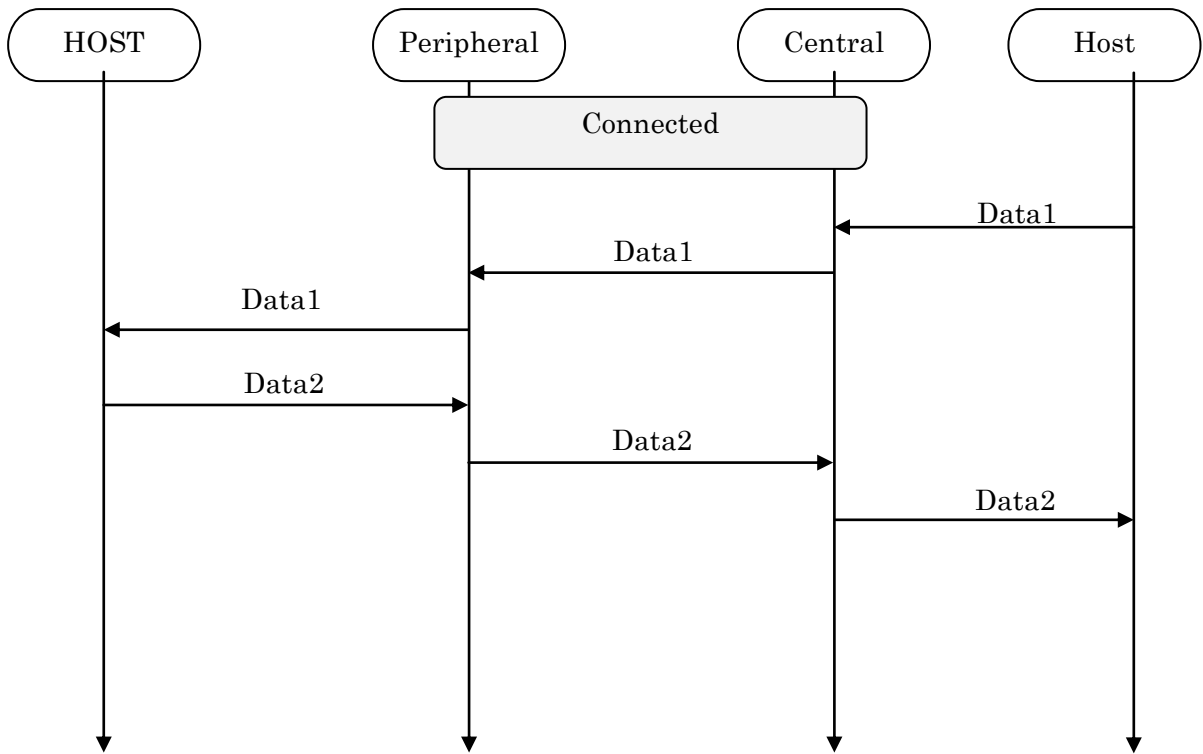 HOST
Peripheral
Central
Host
Connected
Data1
Data1
Data1
Data2
Data2
Data2